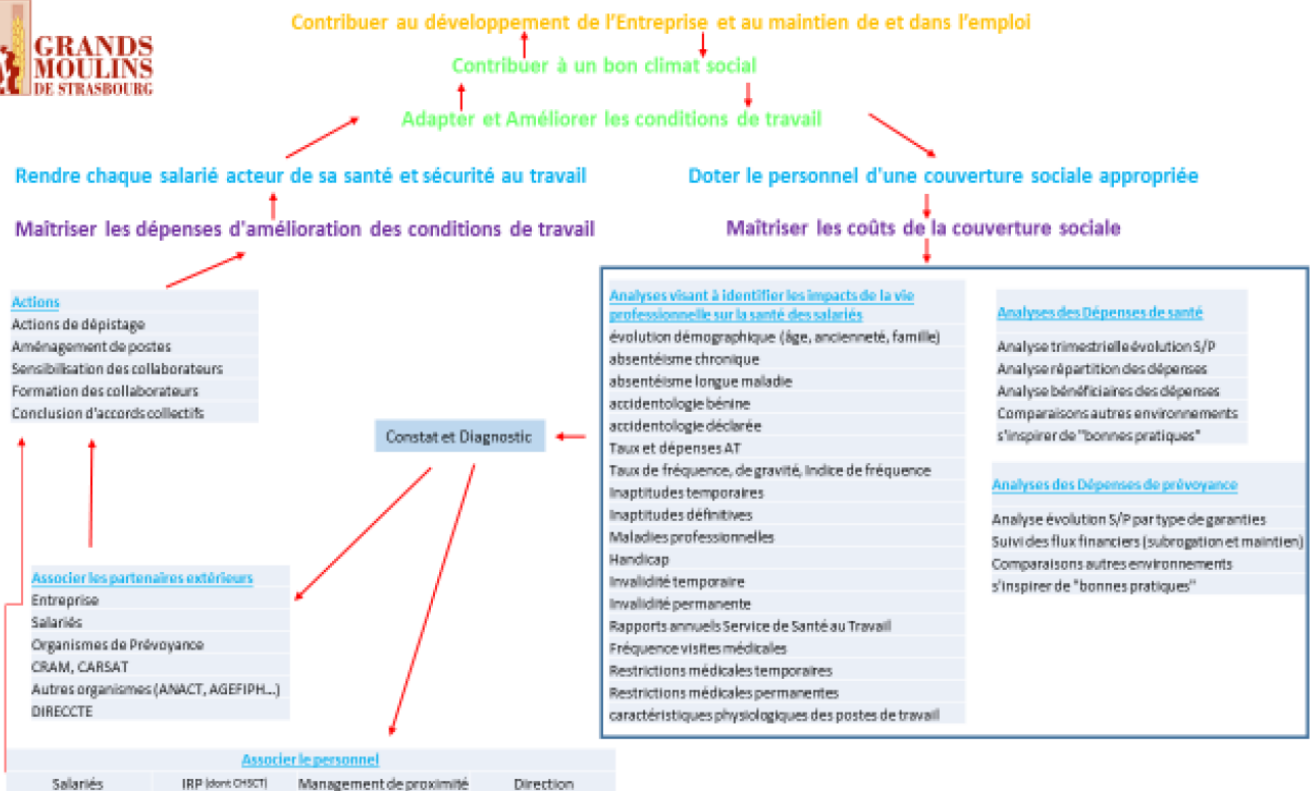 Contribuer au développement de l'Entreprise et au maintien de et dans l'emploi
GRANDS
MOULINS
DE STRASBOURG
Contribuer à un bon climat social
Adapter et Améliorer les conditions de travail
Rendre chaque salarié acteur de sa santé et sécurité au travail
Doter le personnel d'une couverture sociale appropriée
Maîtriser les dépenses d'amélioration des conditions de travail
Maîtriser les coûts de la couverture sociale
Actions
Actions de dépistage
Aménagement de postes
Sensibilisation des collaborateurs
Formation des collaborateurs
Conclusion d'accords collectifs
Constat et Diagnostic
Analyses visant à identifier les impacts de la vie
professionnelle sur la santé des salariés
évolution démographique (âge, ancienneté, famille)
absentéisme chronique
absentéisme longue maladie
accidentologie bénine
accidentologie déclarée
Taux et dépenses AT
Taux de fréquence, de gravité, Indice de fréquence
Inaptitudes temporaires
Inaptitudes définitives
Maladies professionnelles
Handicap
Invalidité temporaire
Invalidité permanente
Rapports annuels Service de Santé au Travail
Fréquence visites médicales
Restrictions médicales temporaires
Restrictions médicales permanentes
caractéristiques physiologiques des postes de travail
Analyses des Dépenses de santé
Analyse trimestrielle évolution S/P
Analyse répartition des dépenses
Analyse bénéficiaires des dépenses
Comparaisons autres environnements
s'inspirer de "bonnes pratiques"
Analyses des Dépenses de prévoyance
Analyse évolution S/P par type de garanties
Suivi des flux financiers (subrogation et maintien)
Comparaisons autres environnements
s'inspirer de "bonnes pratiques"
Associer les partenaires extérieurs
Entreprise
Salariés
Organismes de Prévoyance
CRAM, CARSAT
Autres organismes (ANACT, AGEFIPH...)
DIRECCTE
Associer le personnel
Salariés IRP (dont CHSCT) Management de proximité Direction